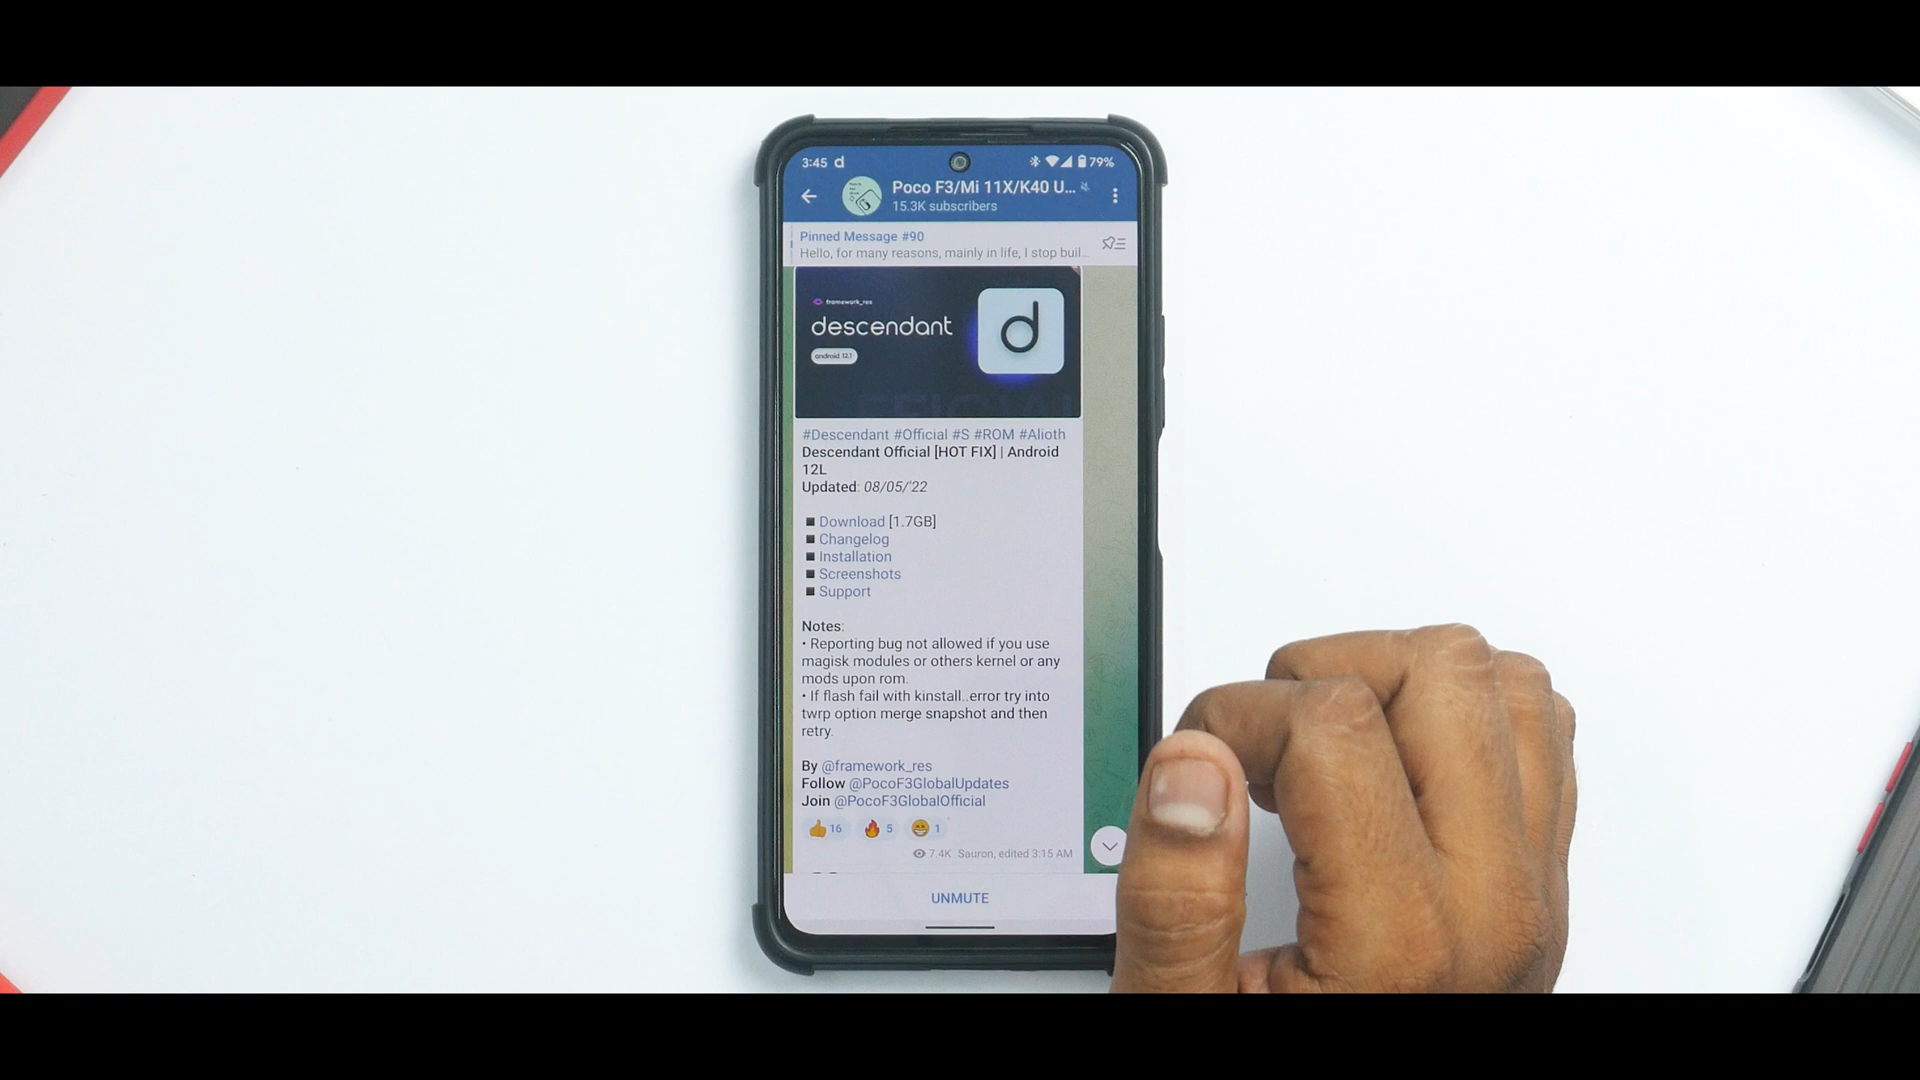 3:45 d 79%
Poco F3/Mi 11X/K40 U...
15.3K subscribers
Pinned Message #90
Hello, for many reasons, mainly in life, I stop buil...
framework_res
descendant
android 12.1
#Descendant #Official #S #ROM #Alioth
Descendant Official [HOT FIX] | Android
12L
Updated: 08/05/'22
Download [1.7GB]
Changelog
Installation
Screenshots
Support
Notes:
• Reporting bug not allowed if you use
magisk modules or others kernel or any
mods upon rom.
• If flash fail with kinstall..error try into
twrp option merge snapshot and then
retry.
By @framework_res
Follow @PocoF3GlobalUpdates
Join @PocoF3GlobalOfficial
16 5 1
7.4K Sauron, edited 3:15 AM
UNMUTE